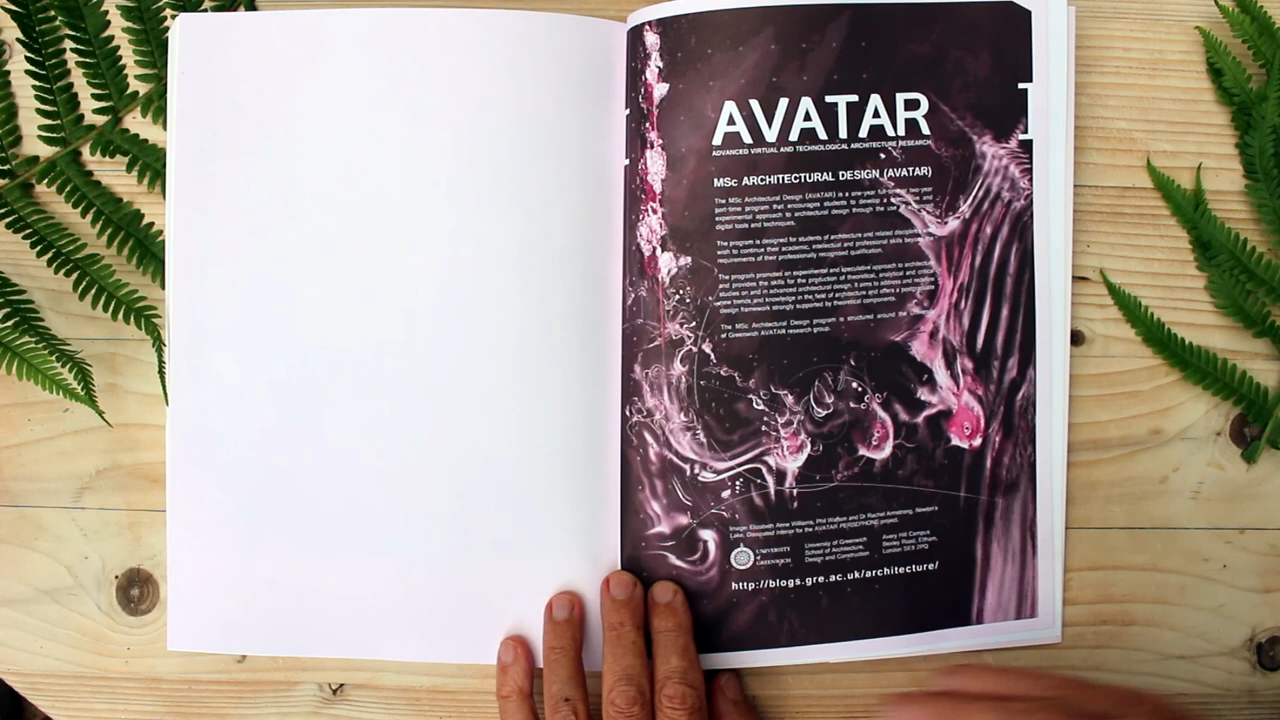 AVATAR
ADVANCED VIRTUAL AND TECHNOLOGICAL ARCHITECTURE RESEARCH
MSc ARCHITECTURAL DESIGN (AVATAR)
The MSc Architectural Design (AVATAR) is a one-year full-time or two-year
part-time program that encourages students to develop a and
experimental approach to architectural design through the use of advanced
digital tools and techniques.
The program is designed for students of architecture and related disciplines who
wish to continue their academic, intellectual and professional skills beyond the
requirements of their professionally recognised qualification.
The program promotes an experimental and speculative approach to architecture
and provides the skills for the production of theoretical, analytical and critical
studies on and in advanced architectural design. It aims to address and redefine
new trends and knowledge in the field of architecture and offers a postgraduate
design framework strongly supported by theoretical components.
The MSc Architectural Design program is structured around the University
of Greenwich AVATAR research group.
Image: Elizabeth Anne Williams, Phil Watson and Dr Rachel Armstrong, Newton's
Lake, Dissipated Interior for the AVATAR PERSEPHONE project.
UNIVERSITY
of
GREENWICH
University of Greenwich
School of Architecture,
Design and Construction
Avery Hill Campus
Bexley Road, Eltham,
London SE9 2PQ
http://blogs.gre.ac.uk/architecture/